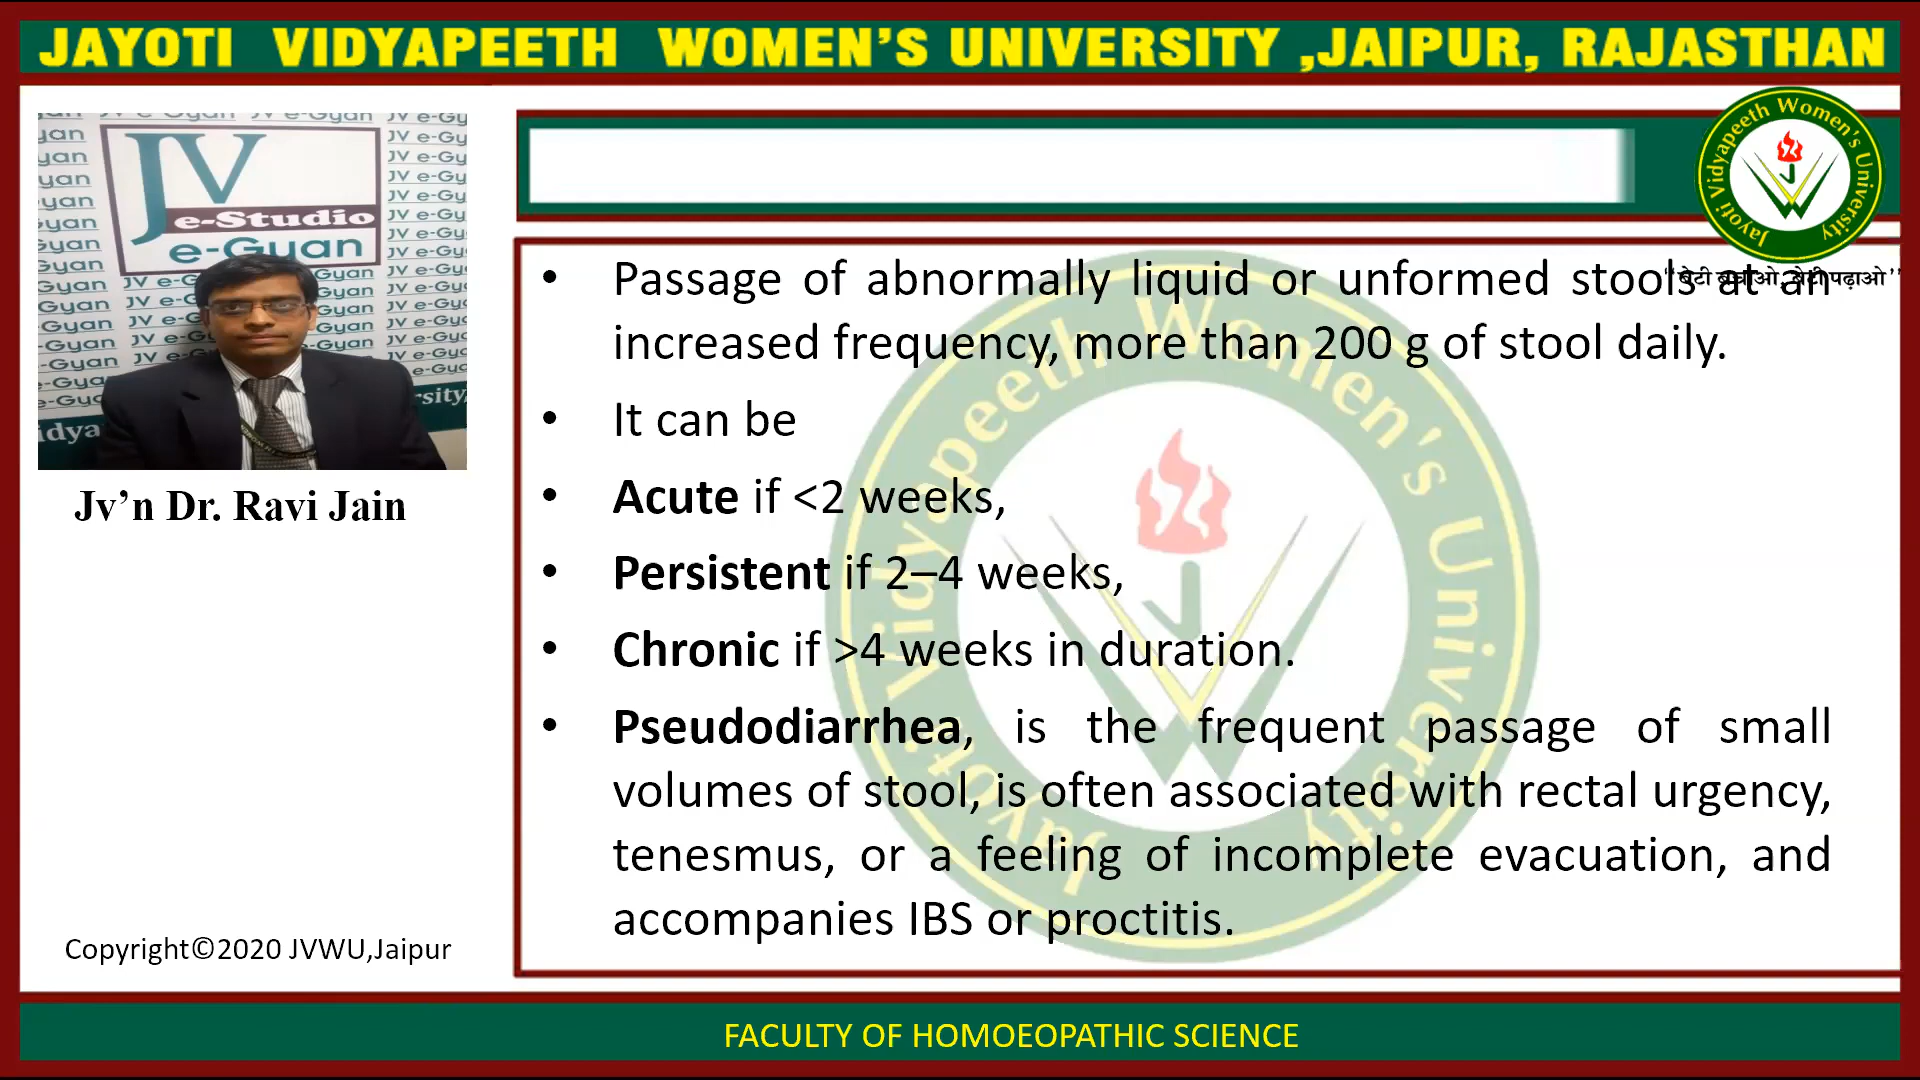 JAYOTI VIDYAPEETH WOMEN'S UNIVERSITY ,JAIPUR, RAJASTHAN
JV
e-Studio
e-Gyan
Jv'n Dr. Ravi Jain
Copyright©2020 JVWU,Jaipur
Jayoti Vidyapeeth Women's University
"बेटी बचाओ, बेटी पढ़ाओ"
• Passage of abnormally liquid or unformed stools at an
increased frequency, more than 200 g of stool daily.
• It can be
• Acute if <2 weeks,
• Persistent if 2–4 weeks,
• Chronic if >4 weeks in duration.
• Pseudodiarrhea, is the frequent passage of small
volumes of stool, is often associated with rectal urgency,
tenesmus, or a feeling of incomplete evacuation, and
accompanies IBS or proctitis.
FACULTY OF HOMOEOPATHIC SCIENCE